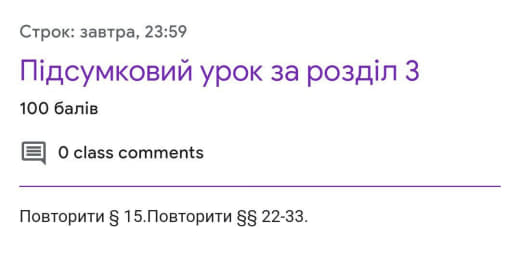 Строк: завтра, 23:59
Підсумковий урок за розділ 3
100 балів
0 class comments
Повторити § 15.Повторити §§ 22-33.